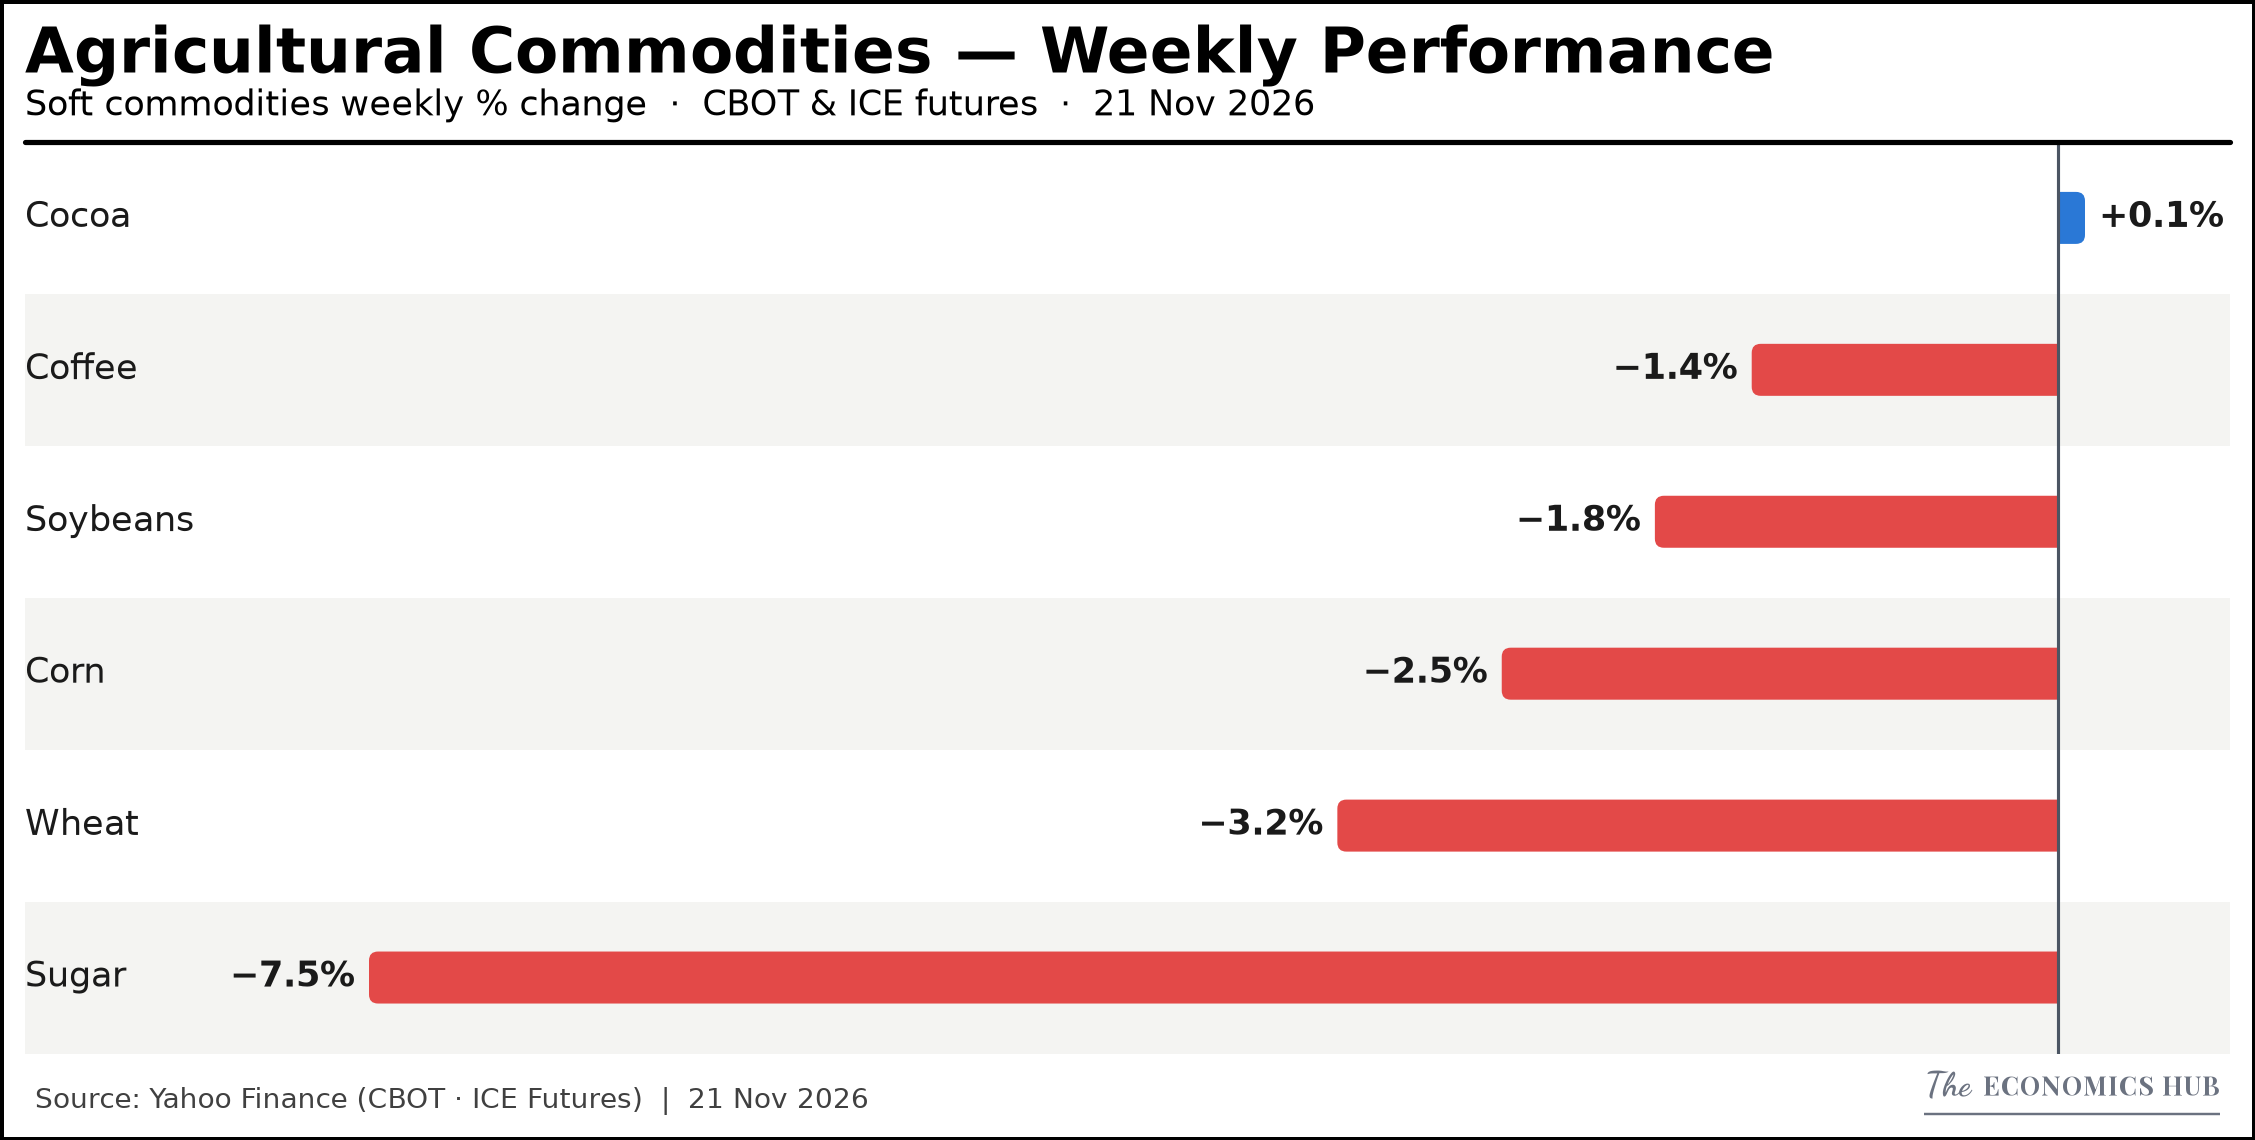 Agricultural Commodities — Weekly Performance
Soft commodities weekly % change · CBOT & ICE futures · 21 Nov 2026
Cocoa +0.1%
Coffee −1.4%
Soybeans −1.8%
Corn −2.5%
Wheat −3.2%
Sugar −7.5%
Source: Yahoo Finance (CBOT · ICE Futures) | 21 Nov 2026
The ECONOMICS HUB